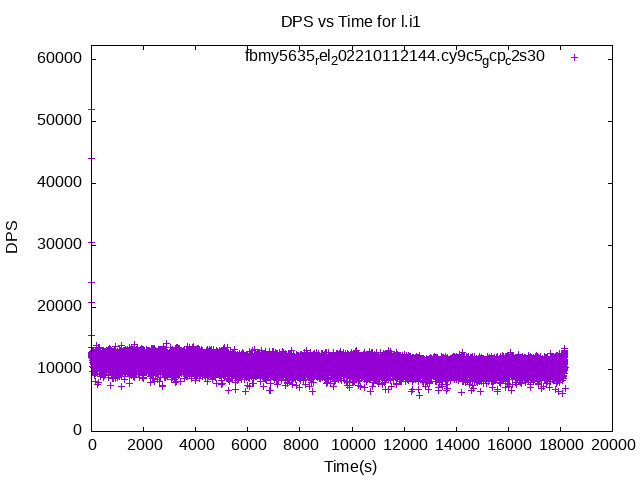 DPS vs Time for l.i1
fbmy5635rel202210112144.cy9c5gcpc2s30
60000
50000
40000
30000
20000
10000
0
DPS
0 2000 4000 6000 8000 10000 12000 14000 16000 18000 20000
Time(s)